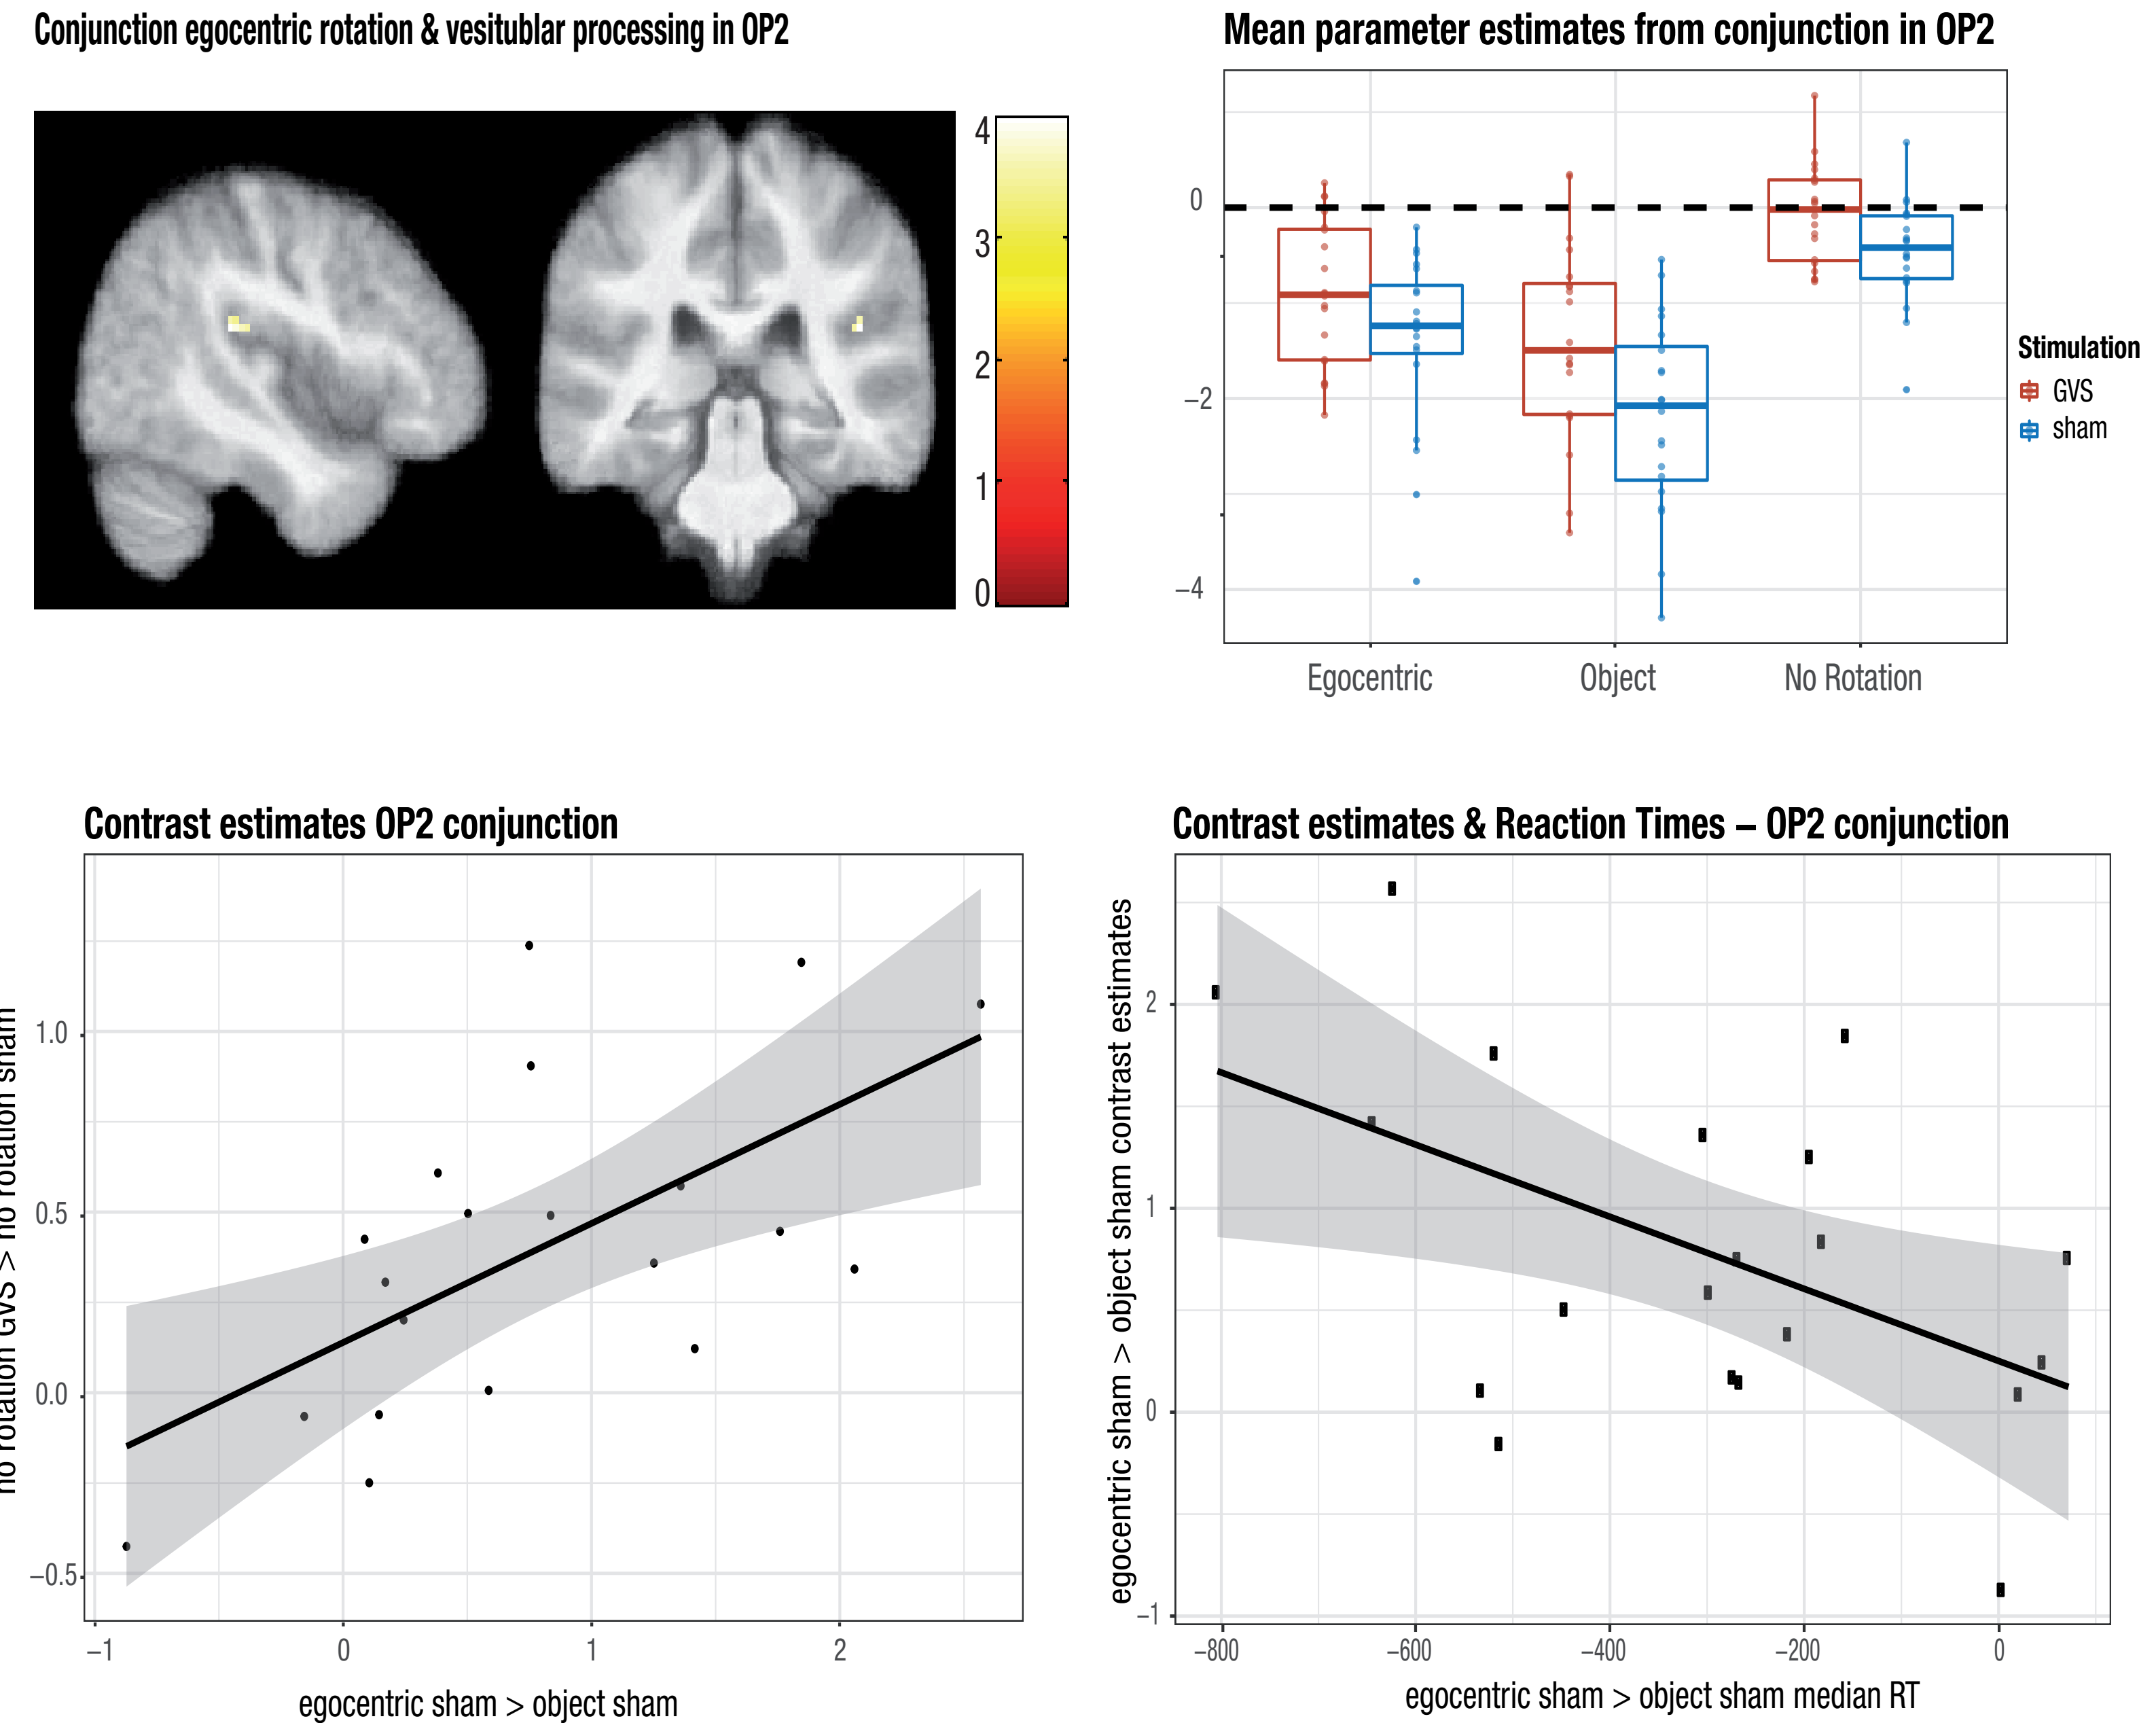 Conjunction egocentric rotation & vesitublar processing in OP2
4
3
2
1
0
Mean parameter estimates from conjunction in OP2
0
−2
−4
Egocentric Object No Rotation
Stimulation
GVS
sham
Contrast estimates OP2 conjunction
no rotation GVS > no rotation sham
1.0
0.5
0.0
−0.5
−1 0 1 2
egocentric sham > object sham
Contrast estimates & Reaction Times – OP2 conjunction
egocentric sham > object sham contrast estimates
2
1
0
−1
−800 −600 −400 −200 0
egocentric sham > object sham median RT